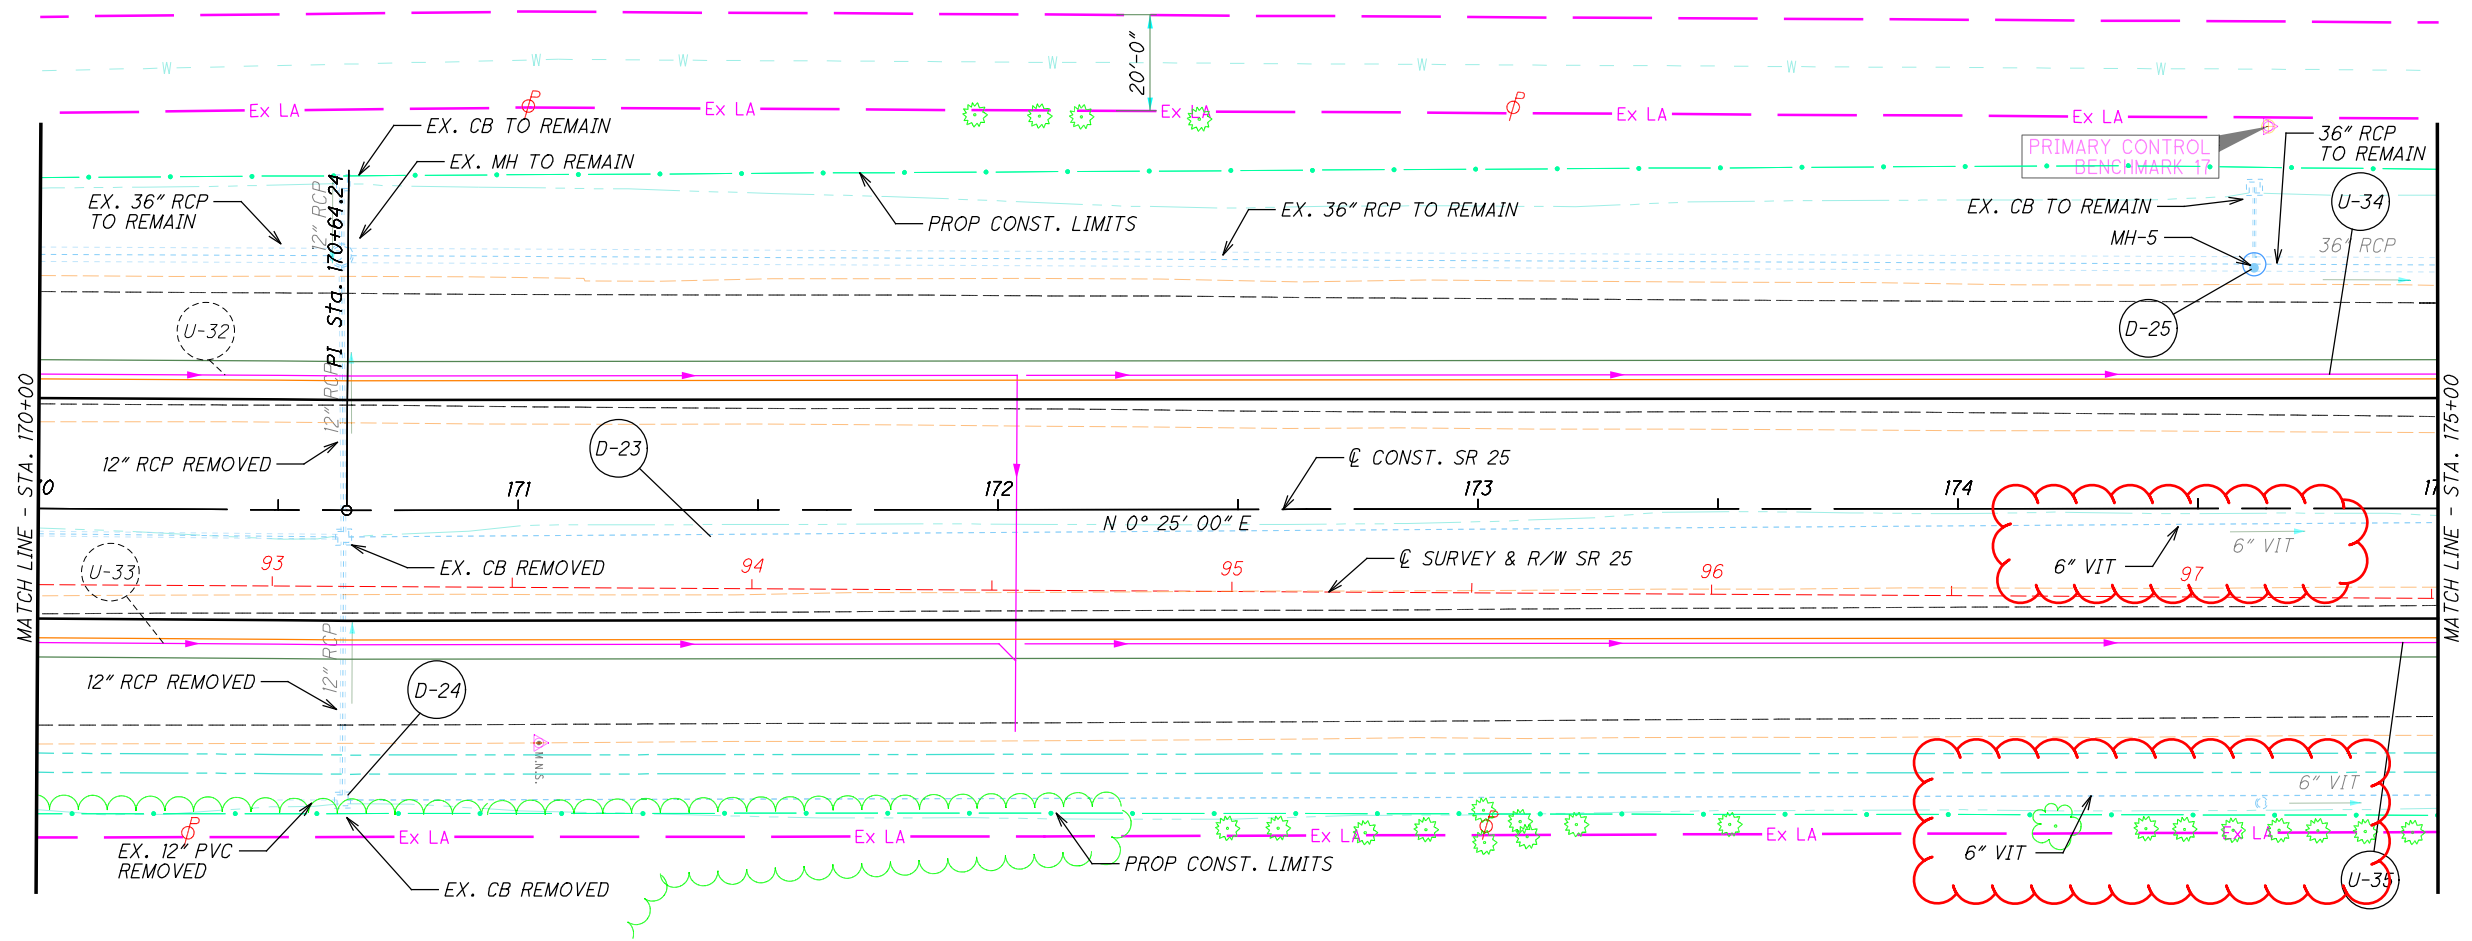 W W W W W W W
20'-0"
Ex LA Ex LA Ex LA Ex LA Ex LA
P P
EX. CB TO REMAIN
EX. MH TO REMAIN
PRIMARY CONTROL
BENCHMARK 17
36" RCP
TO REMAIN
EX. 36" RCP
TO REMAIN
12" RCP
PI Sta. 170+64.24
PROP CONST. LIMITS
EX. 36" RCP TO REMAIN
EX. CB TO REMAIN
U-34
MH-5
36" RCP
U-32
D-25
12" RCP
MATCH LINE - STA. 170+00
MATCH LINE - STA. 175+00
12" RCP REMOVED
D-23
℄ CONST. SR 25
0 171 172 173 174 17
N 0° 25' 00" E
6" VIT
6" VIT
U-33
EX. CB REMOVED
℄ SURVEY & R/W SR 25
93 94 95 96 97
12" RCP
12" RCP REMOVED
D-24
M.N.S.
6" VIT
P P
Ex LA Ex LA Ex LA Ex LA Ex LA
EX. 12" PVC
REMOVED
EX. CB REMOVED
PROP CONST. LIMITS
6" VIT
U-35